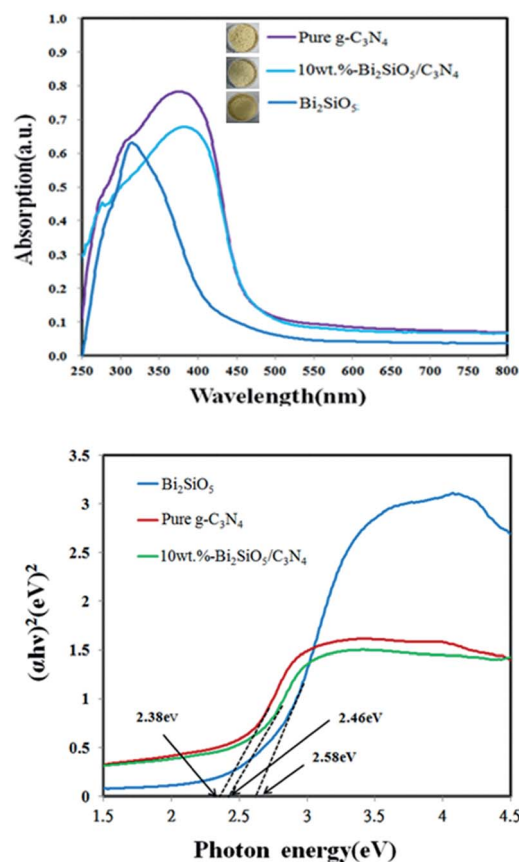 1.0
0.9
0.8
0.7
0.6
0.5
0.4
0.3
0.2
0.1
0.0
Absorption(a.u.)
Pure g-C₃N₄
10wt.%-Bi₂SiO₅/C₃N₄
Bi₂SiO₅
250 300 350 400 450 500 550 600 650 700 750 800
Wavelength(nm)
3.5
3
2.5
2
1.5
1
0.5
0
(αhν)²(eV)²
Bi₂SiO₅
Pure g-C₃N₄
10wt.%-Bi₂SiO₅/C₃N₄
2.38eV
2.46eV
2.58eV
1.5 2 2.5 3 3.5 4 4.5
Photon energy(eV)